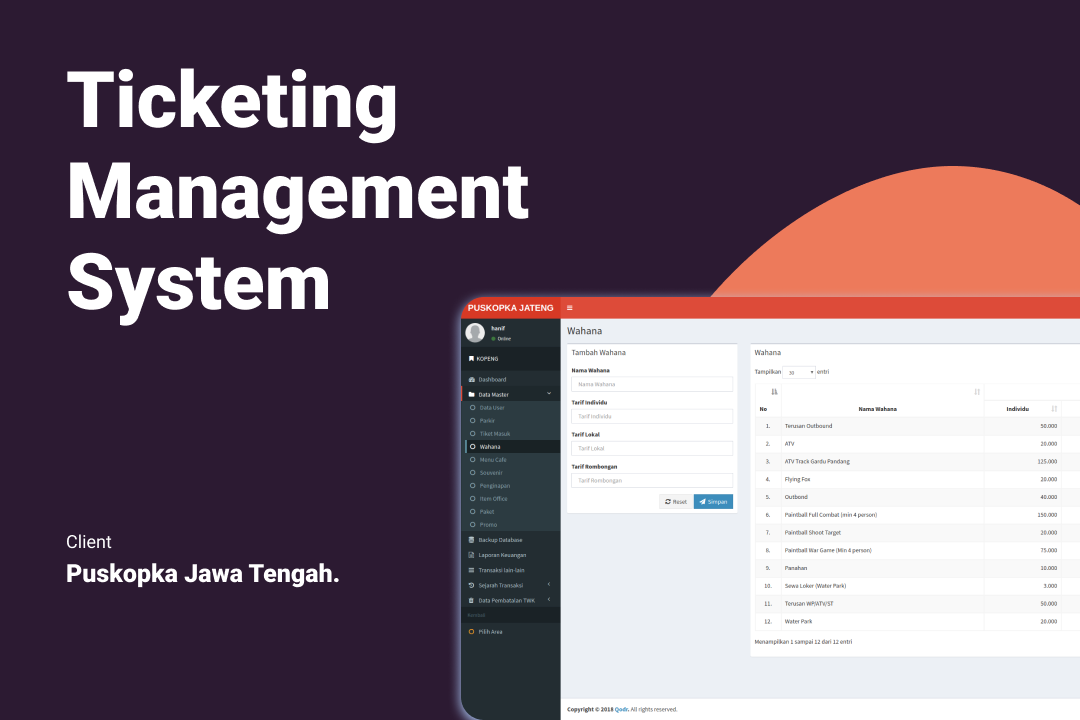 Ticketing
Management
System
Client
Puskopka Jawa Tengah.
PUSKOPKA JATENG
hanif
Online
KOPENG
Dashboard
Data Master
Data User
Parkir
Tiket Masuk
Wahana
Menu Cafe
Souvenir
Penginapan
Item Office
Paket
Promo
Backup Database
Laporan Keuangan
Transaksi lain-lain
Sejarah Transaksi
Data Pembatalan TWK
Kembali
Pilih Area
Wahana
Tambah Wahana
Nama Wahana
Nama Wahana
Tarif Individu
Tarif Individu
Tarif Lokal
Tarif Lokal
Tarif Rombongan
Tarif Rombongan
Reset Simpan
Wahana
Tampilkan 30 entri
No Nama Wahana Individu
1. Terusan Outbound 50.000
2. ATV 20.000
3. ATV Track Gardu Pandang 125.000
4. Flying Fox 20.000
5. Outbond 40.000
6. Paintball Full Combat (min 4 person) 150.000
7. Paintball Shoot Target 20.000
8. Paintball War Game (Min 4 person) 75.000
9. Panahan 10.000
10. Sewa Loker (Water Park) 3.000
11. Terusan WP/ATV/ST 50.000
12. Water Park 20.000
Menampilkan 1 sampai 12 dari 12 entri
Copyright © 2018 Qodr. All rights reserved.